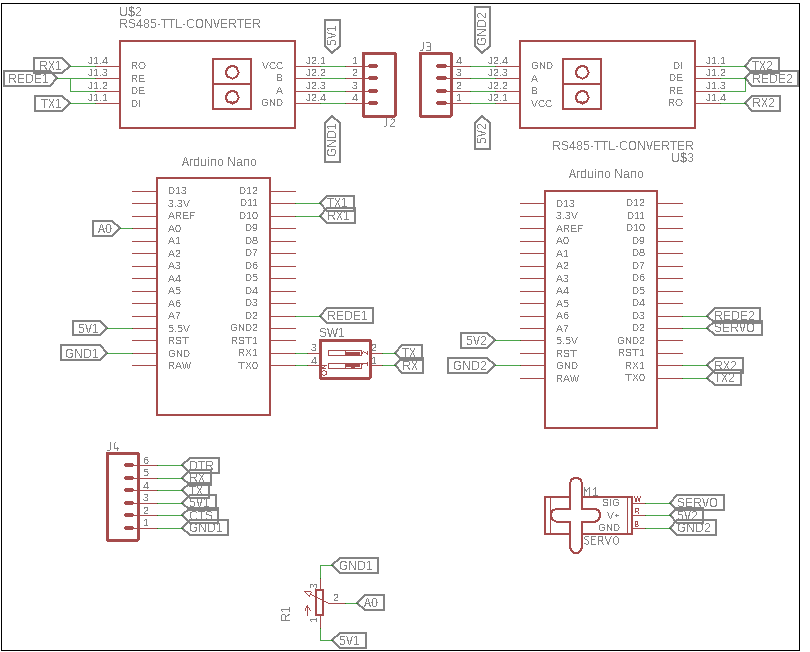 U$2
RS485-TTL-CONVERTER
RX1 J1.4 RO VCC J2.1 1
REDE1 J1.3 RE B J2.2 2
J1.2 DE A J2.3 3
TX1 J1.1 DI GND J2.4 4
5V1
GND1
J2
J3
GND2
5V2
4 J2.4 GND DI J1.1 TX2
3 J2.3 A DE J1.2 REDE2
2 J2.2 B RE J1.3
1 J2.1 VCC RO J1.4 RX2
RS485-TTL-CONVERTER
U$3
Arduino Nano
D13 D12
3.3V D11 TX1
AREF D10 RX1
A0 A0 D9
A1 D8
A2 D7
A3 D6
A4 D5
A5 D4
A6 D3
A7 D2 REDE1
5V1 5.5V GND2
RST RST1
GND1 GND RX1
RAW TX0
SW1
3 2 TX
4 1 RX
Arduino Nano
D13 D12
3.3V D11
AREF D10
A0 D9
A1 D8
A2 D7
A3 D6
A4 D5
A5 D4
A6 D3 REDE2
A7 D2 SERVO
5V2 5.5V GND2
RST RST1
GND2 GND RX1 RX2
RAW TX0 TX2
J4
6 DTR
5 RX
4 TX
3 5V1
2 CTS
1 GND1
M1
SIG W SERVO
V+ R 5V2
GND B GND2
SERVO
GND1
3
R1 2 A0
1
5V1